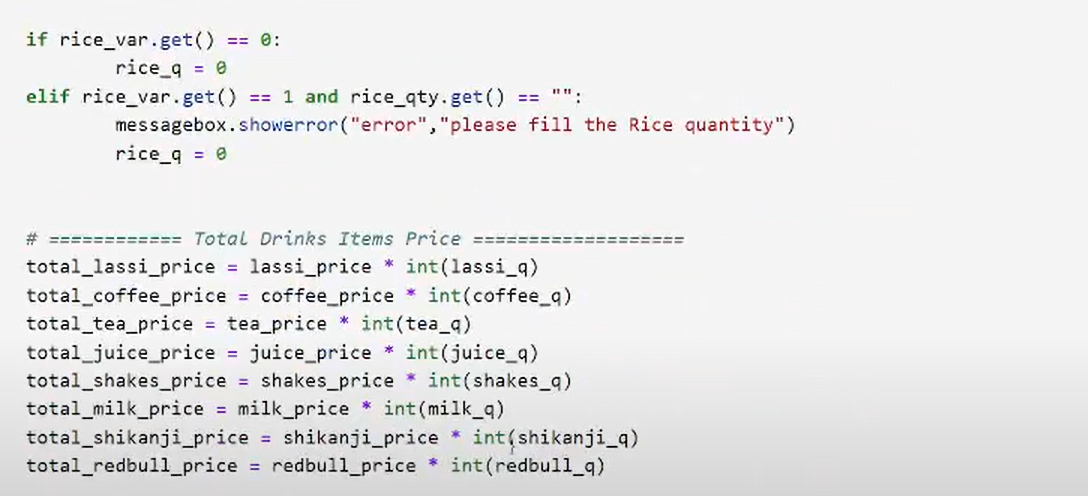 if rice_var.get() == 0:
rice_q = 0
elif rice_var.get() == 1 and rice_qty.get() == "":
messagebox.showerror("error","please fill the Rice quantity")
rice_q = 0
# ============ Total Drinks Items Price ===================
total_lassi_price = lassi_price * int(lassi_q)
total_coffee_price = coffee_price * int(coffee_q)
total_tea_price = tea_price * int(tea_q)
total_juice_price = juice_price * int(juice_q)
total_shakes_price = shakes_price * int(shakes_q)
total_milk_price = milk_price * int(milk_q)
total_shikanji_price = shikanji_price * int(shikanji_q)
total_redbull_price = redbull_price * int(redbull_q)